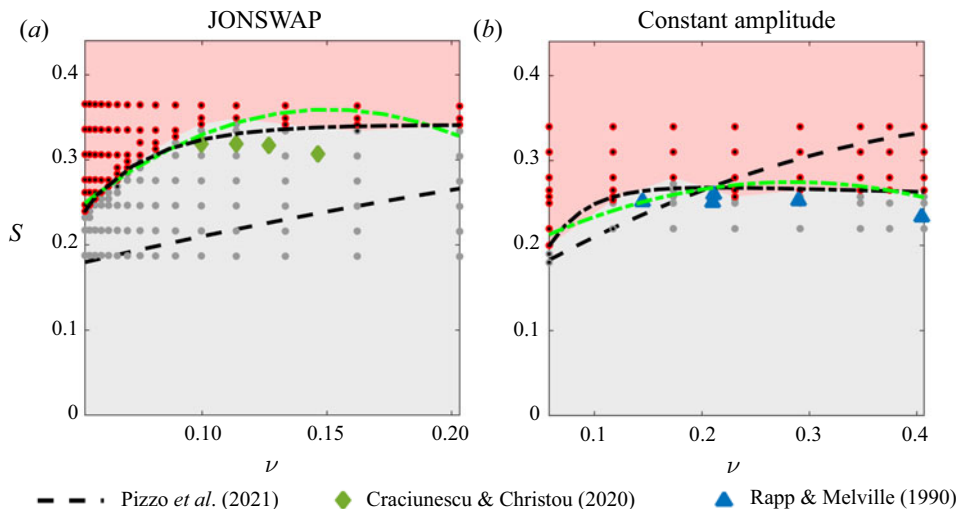 JONSWAP
Constant amplitude
(a)
(b)
0.4
0.3
S
0.2
0.1
0
0.10
0.15
0.20
ν
0.4
0.3
0.2
0.1
0
0.1
0.2
0.3
0.4
ν
Pizzo et al. (2021)
Craciunescu & Christou (2020)
Rapp & Melville (1990)